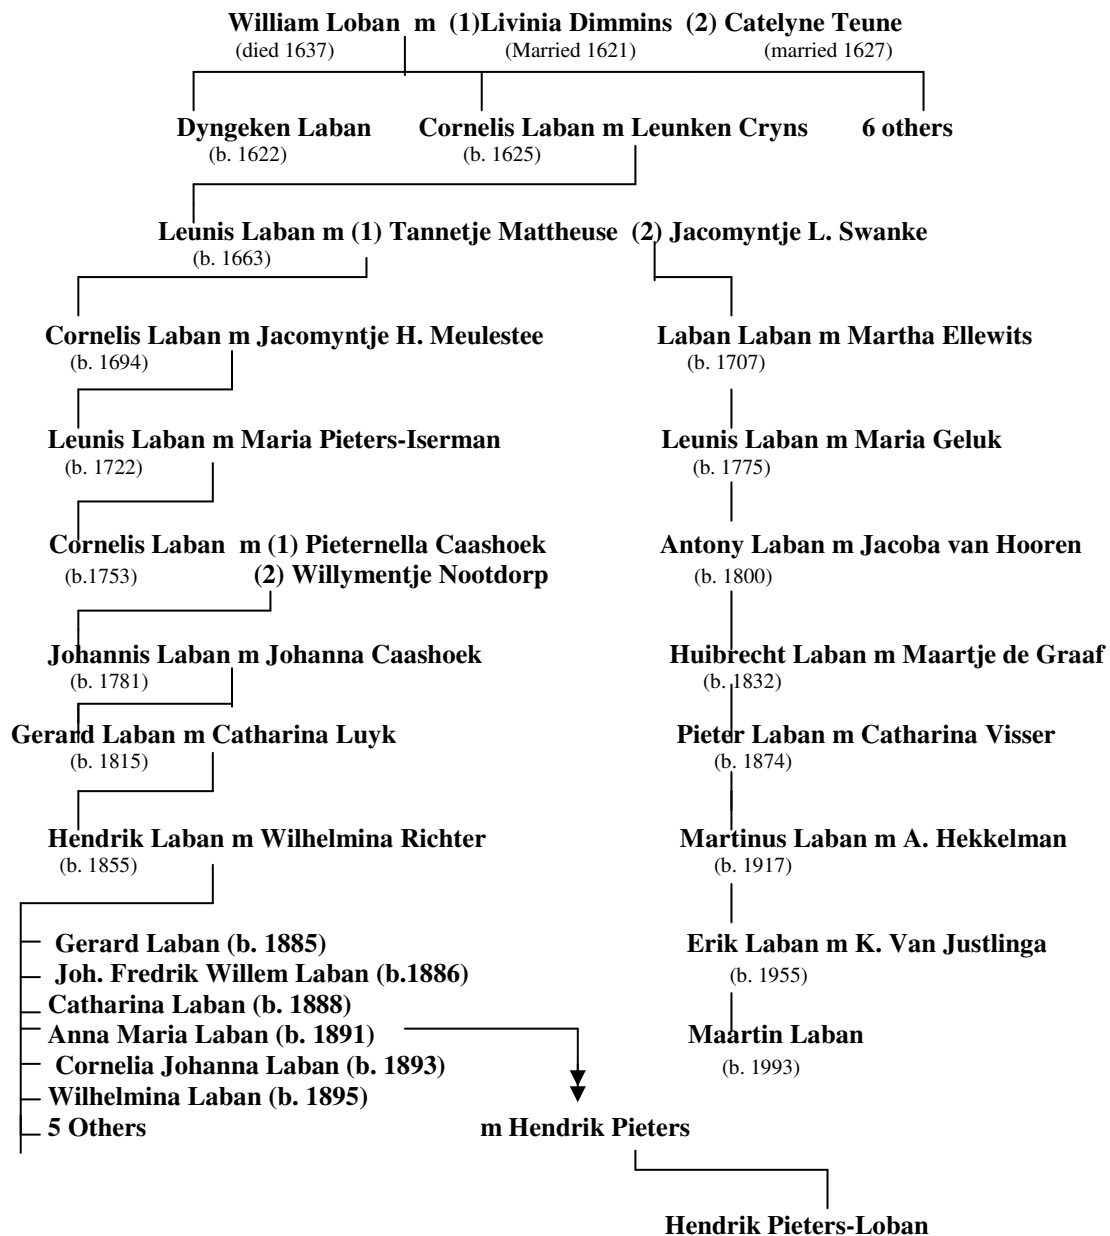 William Loban m (1)Livinia Dimmins (2) Catelyne Teune
(died 1637) (Married 1621) (married 1627)
Dyngeken Laban Cornelis Laban m Leunken Cryns 6 others
(b. 1622) (b. 1625)
Leunis Laban m (1) Tannetje Mattheuse (2) Jacomyntje L. Swanke
(b. 1663)
Cornelis Laban m Jacomyntje H. Meulestee Laban Laban m Martha Ellewits
(b. 1694) (b. 1707)
Leunis Laban m Maria Pieters-Iserman Leunis Laban m Maria Geluk
(b. 1722) (b. 1775)
Cornelis Laban m (1) Pieternella Caashoek Antony Laban m Jacoba van Hooren
(b.1753) (2) Willymentje Nootdorp (b. 1800)
Johannis Laban m Johanna Caashoek Huibrecht Laban m Maartje de Graaf
(b. 1781) (b. 1832)
Gerard Laban m Catharina Luyk Pieter Laban m Catharina Visser
(b. 1815) (b. 1874)
Hendrik Laban m Wilhelmina Richter Martinus Laban m A. Hekkelman
(b. 1855) (b. 1917)
Gerard Laban (b. 1885) Erik Laban m K. Van Justlinga
Joh. Fredrik Willem Laban (b.1886) (b. 1955)
Catharina Laban (b. 1888)
Anna Maria Laban (b. 1891) Maartin Laban
Cornelia Johanna Laban (b. 1893) (b. 1993)
Wilhelmina Laban (b. 1895)
5 Others m Hendrik Pieters
Hendrik Pieters-Loban